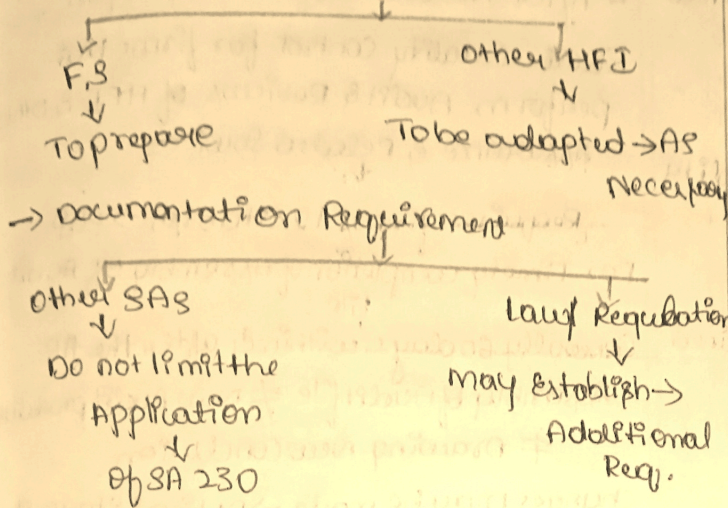 F.S
Other HFI
To prepare
To be adapted → As
Necessary
→ Documentation Requirement
Other SAs
Law/ Regulation
Do not limit the
Application
of SA 230
May Establish →
Additional
Req.